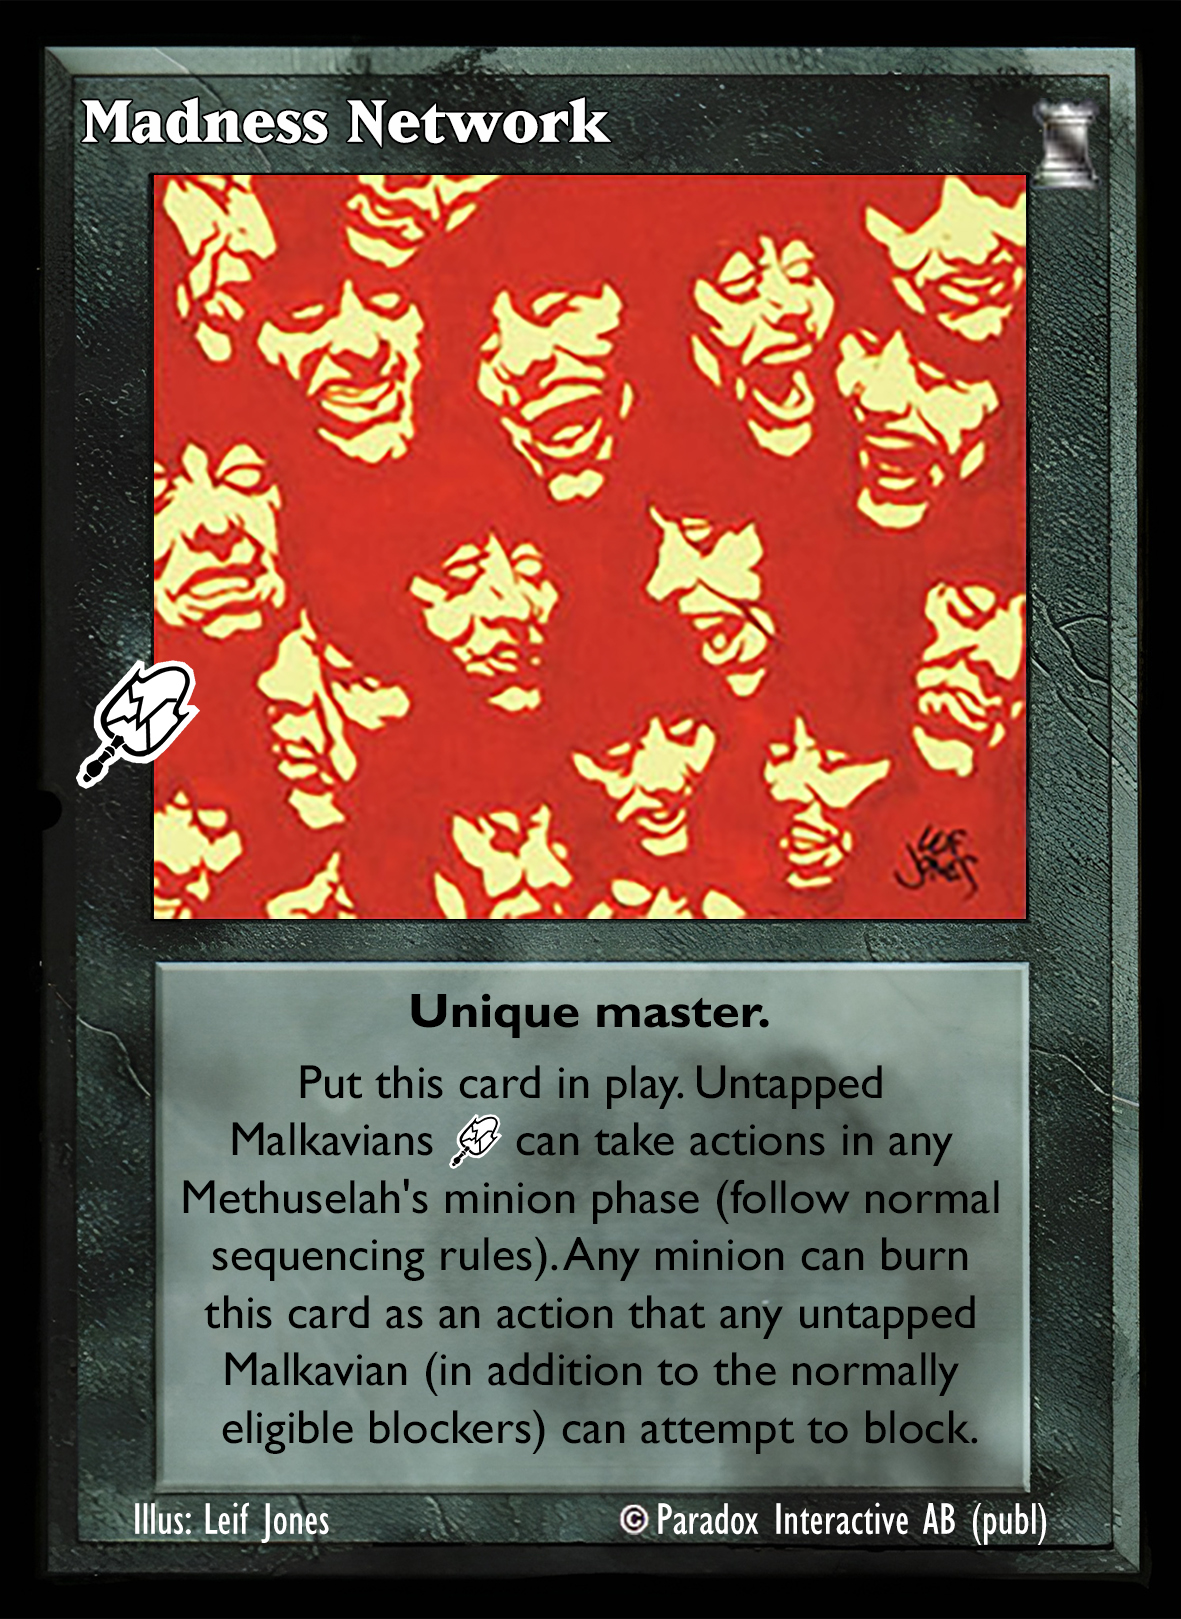 Madness Network
Leif
Jones
Unique master.
Put this card in play. Untapped
Malkavians can take actions in any
Methuselah's minion phase (follow normal
sequencing rules). Any minion can burn
this card as an action that any untapped
Malkavian (in addition to the normally
eligible blockers) can attempt to block.
Illus: Leif Jones
© Paradox Interactive AB (publ)